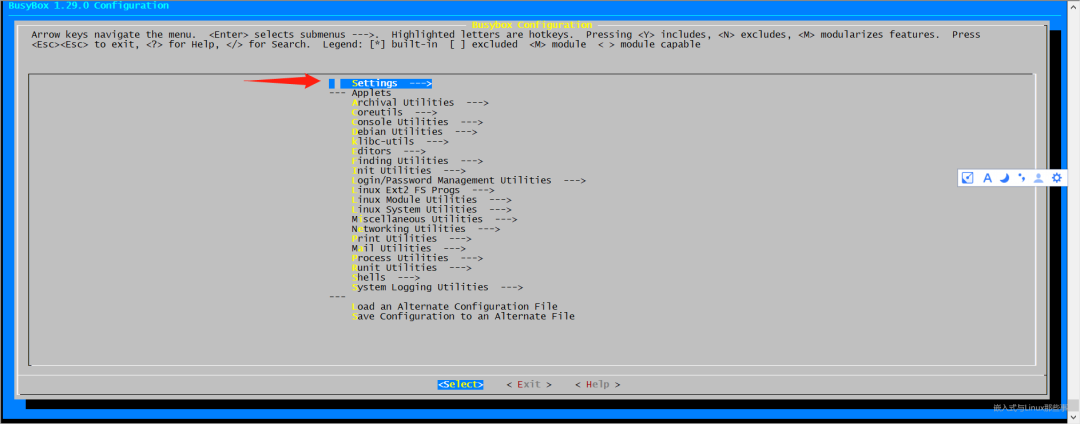 BusyBox 1.29.0 Configuration
Busybox Configuration
Arrow keys navigate the menu.  <Enter> selects submenus --->.  Highlighted letters are hotkeys.  Pressing <Y> includes, <N> excludes, <M> modularizes features.  Press
<Esc><Esc> to exit, <?> for Help, </> for Search.  Legend: [*] built-in  [ ] excluded  <M> module  < > module capable
Settings  --->
--- Applets
Archival Utilities  --->
Coreutils  --->
Console Utilities  --->
Debian Utilities  --->
klibc-utils  --->
Editors  --->
Finding Utilities  --->
Init Utilities  --->
Login/Password Management Utilities  --->
Linux Ext2 FS Progs  --->
Linux Module Utilities  --->
Linux System Utilities  --->
Miscellaneous Utilities  --->
Networking Utilities  --->
Print Utilities  --->
Mail Utilities  --->
Process Utilities  --->
Runit Utilities  --->
Shells  --->
System Logging Utilities  --->
---
Load an Alternate Configuration File
Save Configuration to an Alternate File
<Select>    < Exit >    < Help >
A
嵌入式与Linux那些事